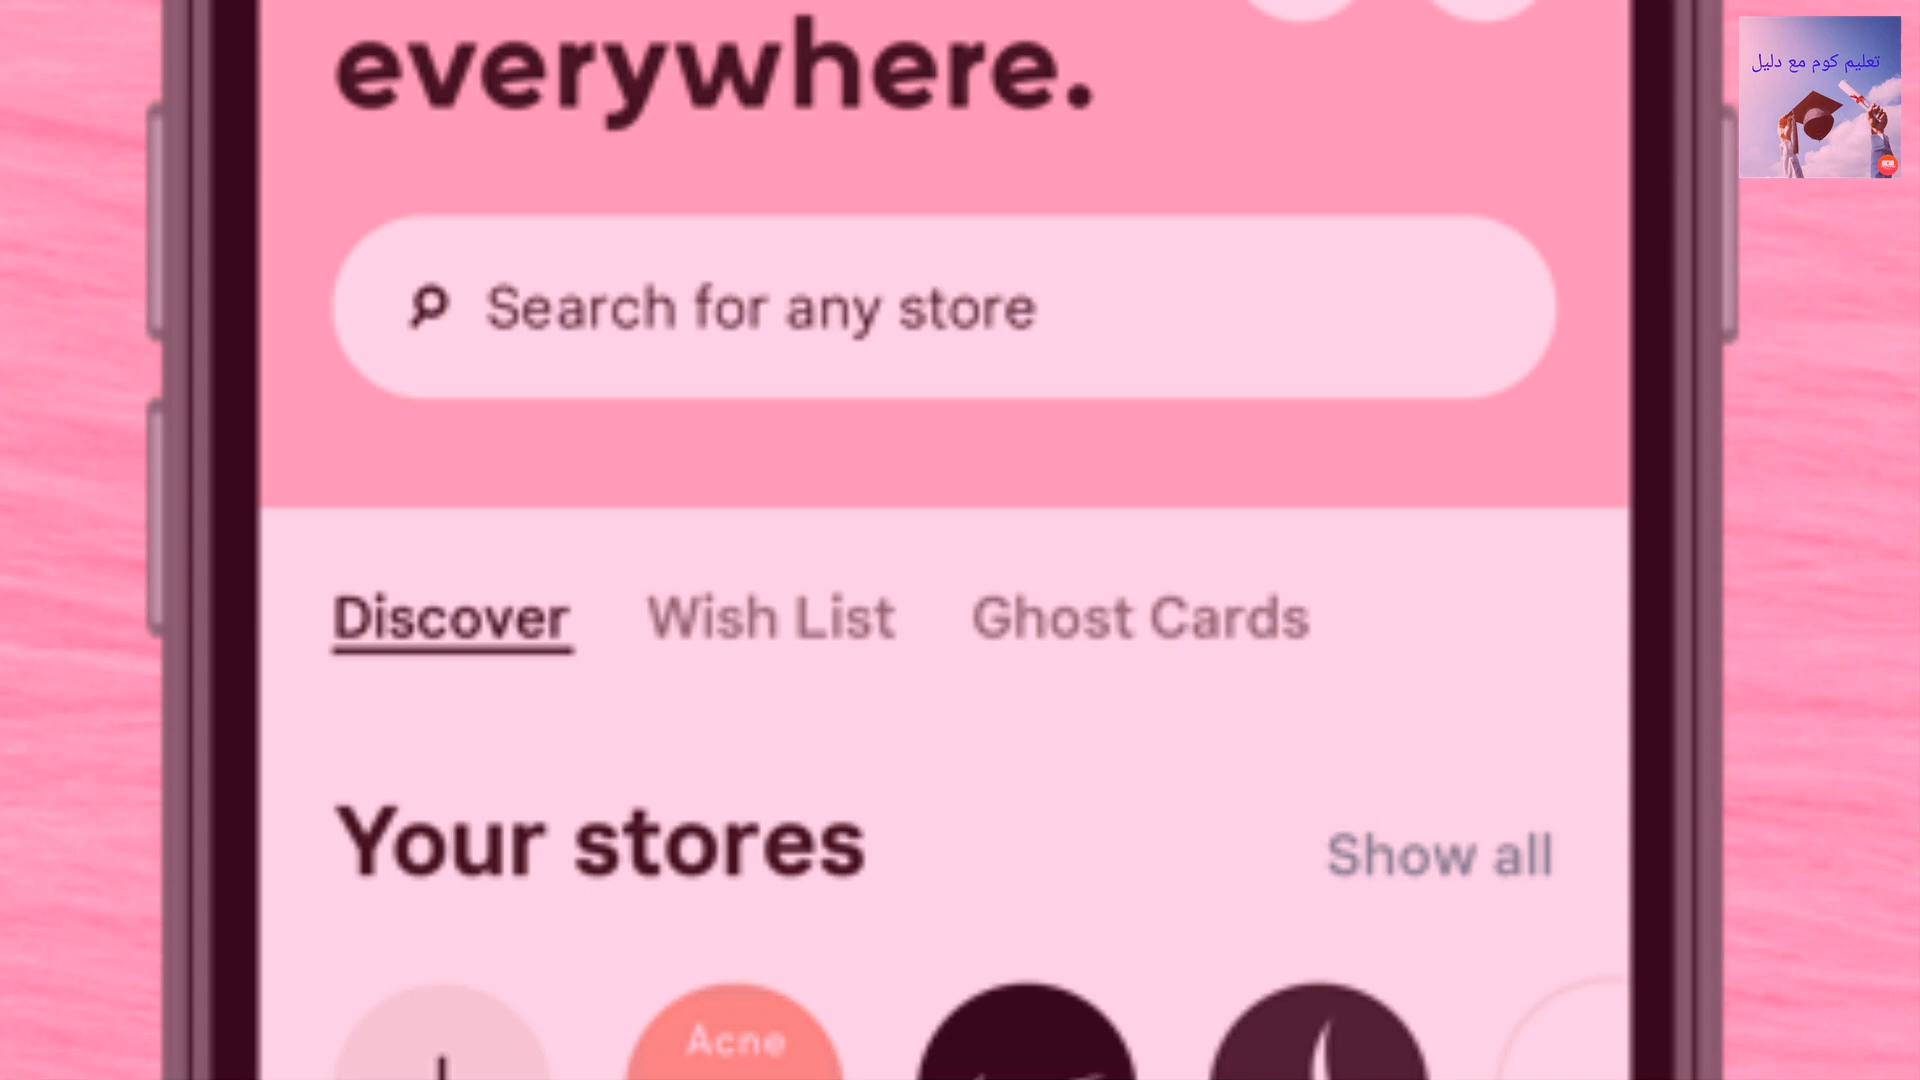 everywhere.
تعليم كوم مع دليل
Search for any store
Discover Wish List Ghost Cards
Your stores
Show all
Acne